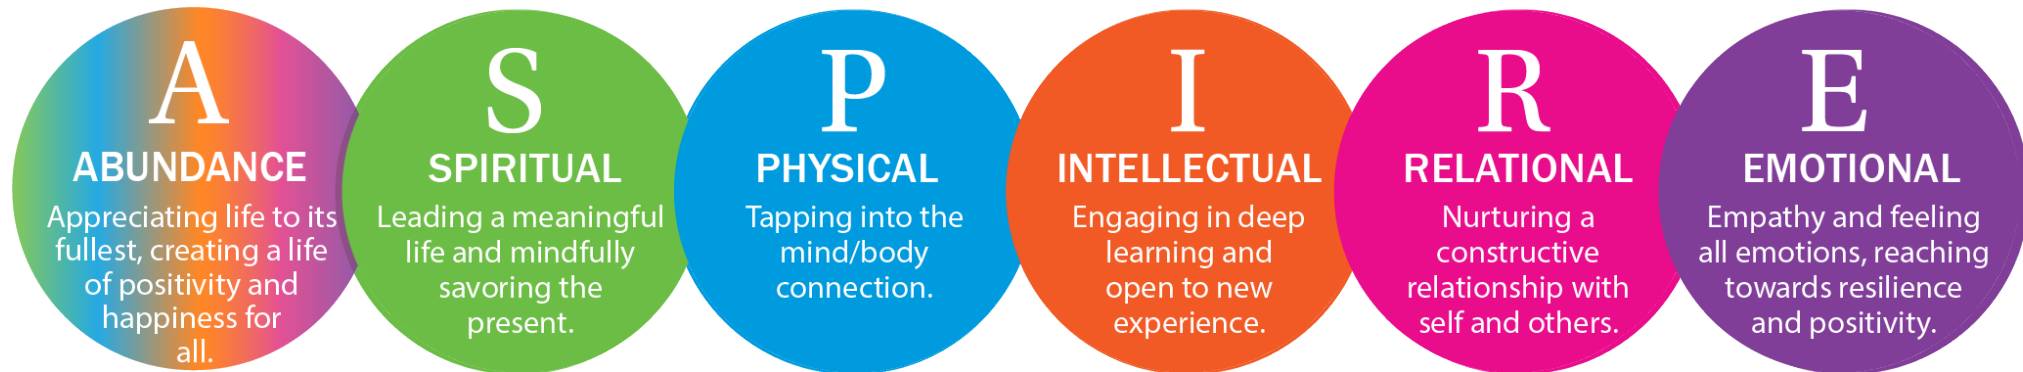 A
ABUNDANCE
Appreciating life to its
fullest, creating a life
of positivity and
happiness for
all.
S
SPIRITUAL
Leading a meaningful
life and mindfully
savoring the
present.
P
PHYSICAL
Tapping into the
mind/body
connection.
I
INTELLECTUAL
Engaging in deep
learning and
open to new
experience.
R
RELATIONAL
Nurturing a
constructive
relationship with
self and others.
E
EMOTIONAL
Empathy and feeling
all emotions, reaching
towards resilience
and positivity.